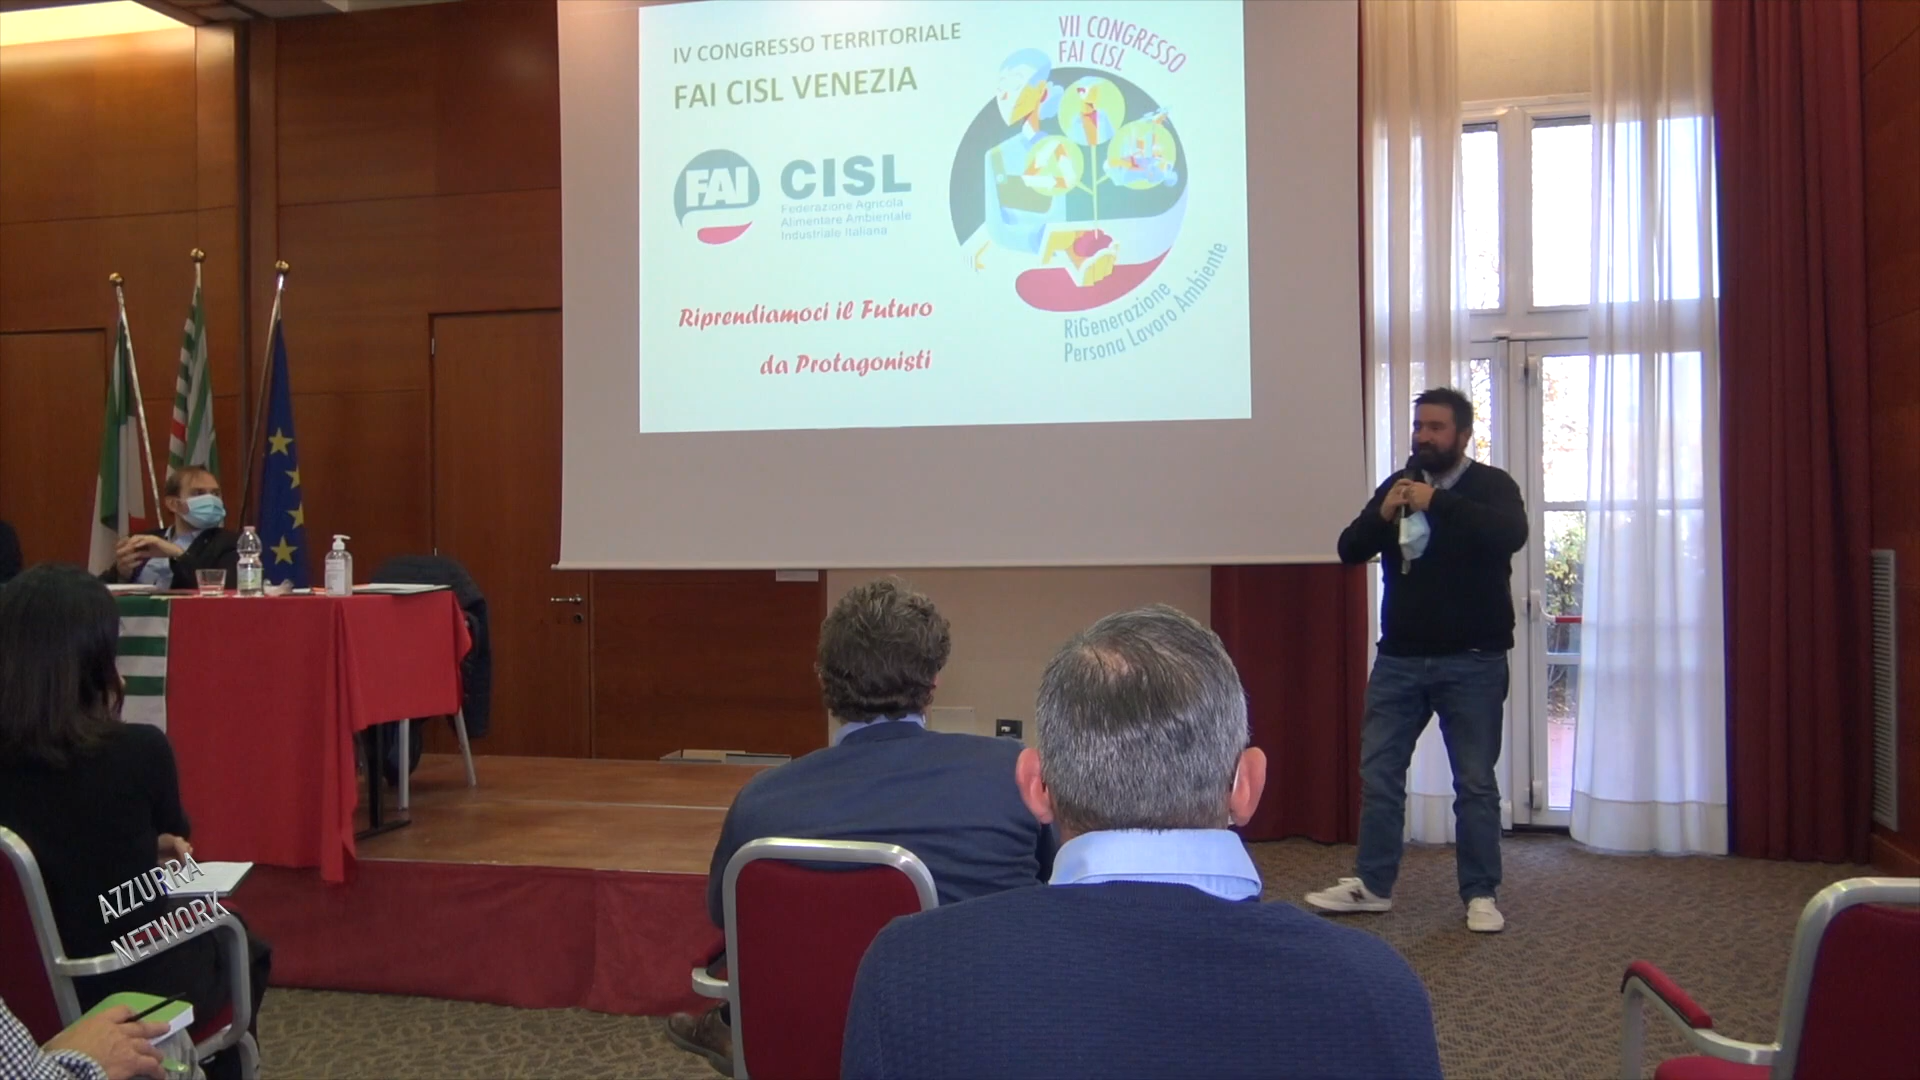 IV CONGRESSO TERRITORIALE
FAI CISL VENEZIA
FAI
CISL
Federazione Agricola
Alimentare Ambientale
Industriale Italiana
Riprendiamoci il Futuro
da Protagonisti
VII CONGRESSO
FAI CISL
RiGenerazione
Persona Lavoro Ambiente
AZZURRA
NETWORK